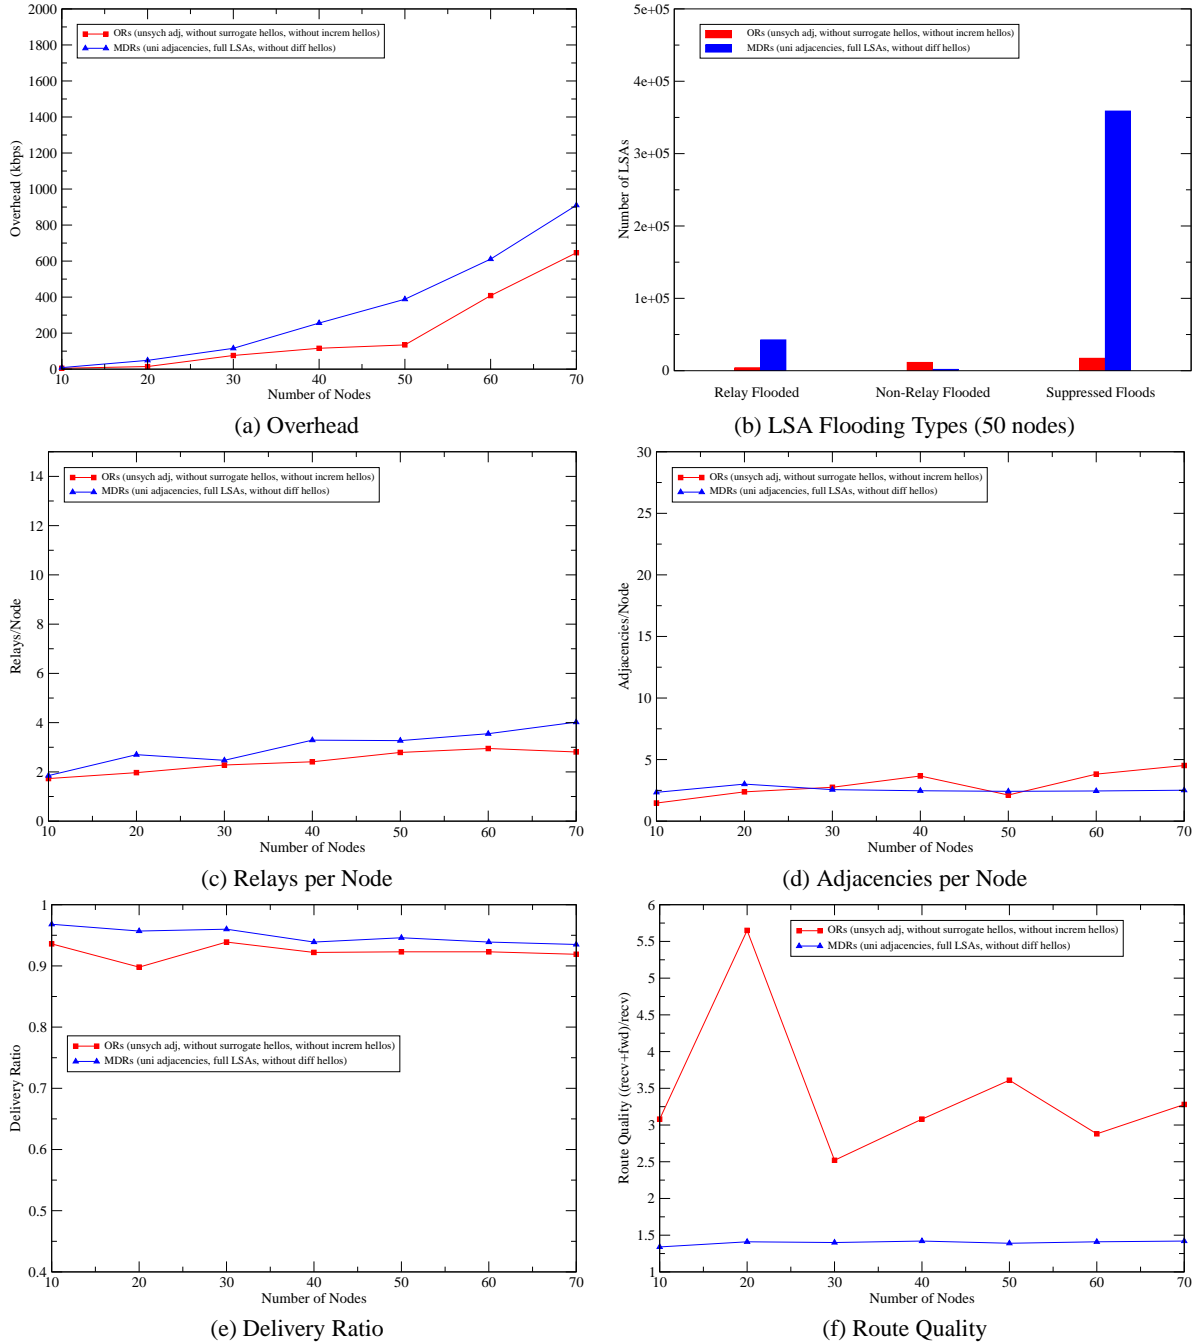 2000
1800
1600
1400
1200
1000
800
600
400
200
0
Overhead (kbps)
ORs (unsych adj, without surrogate hellos, without increm hellos)
MDRs (uni adjacencies, full LSAs, without diff hellos)
10 20 30 40 50 60 70
Number of Nodes
(a) Overhead
5e+05
4e+05
3e+05
2e+05
1e+05
0
Number of LSAs
ORs (unsych adj, without surrogate hellos, without increm hellos)
MDRs (uni adjacencies, full LSAs, without diff hellos)
Relay Flooded Non-Relay Flooded Suppressed Floods
(b) LSA Flooding Types (50 nodes)
14
12
10
8
6
4
2
0
Relays/Node
ORs (unsych adj, without surrogate hellos, without increm hellos)
MDRs (uni adjacencies, full LSAs, without diff hellos)
10 20 30 40 50 60 70
Number of Nodes
(c) Relays per Node
30
25
20
15
10
5
0
Adjacencies/Node
ORs (unsych adj, without surrogate hellos, without increm hellos)
MDRs (uni adjacencies, full LSAs, without diff hellos)
10 20 30 40 50 60 70
Number of Nodes
(d) Adjacencies per Node
1
0.9
0.8
0.7
0.6
0.5
0.4
Delivery Ratio
ORs (unsych adj, without surrogate hellos, without increm hellos)
MDRs (uni adjacencies, full LSAs, without diff hellos)
10 20 30 40 50 60 70
Number of Nodes
(e) Delivery Ratio
6
5.5
5
4.5
4
3.5
3
2.5
2
1.5
1
Route Quality ((recv+fwd)/recv)
ORs (unsych adj, without surrogate hellos, without increm hellos)
MDRs (uni adjacencies, full LSAs, without diff hellos)
10 20 30 40 50 60 70
Number of Nodes
(f) Route Quality